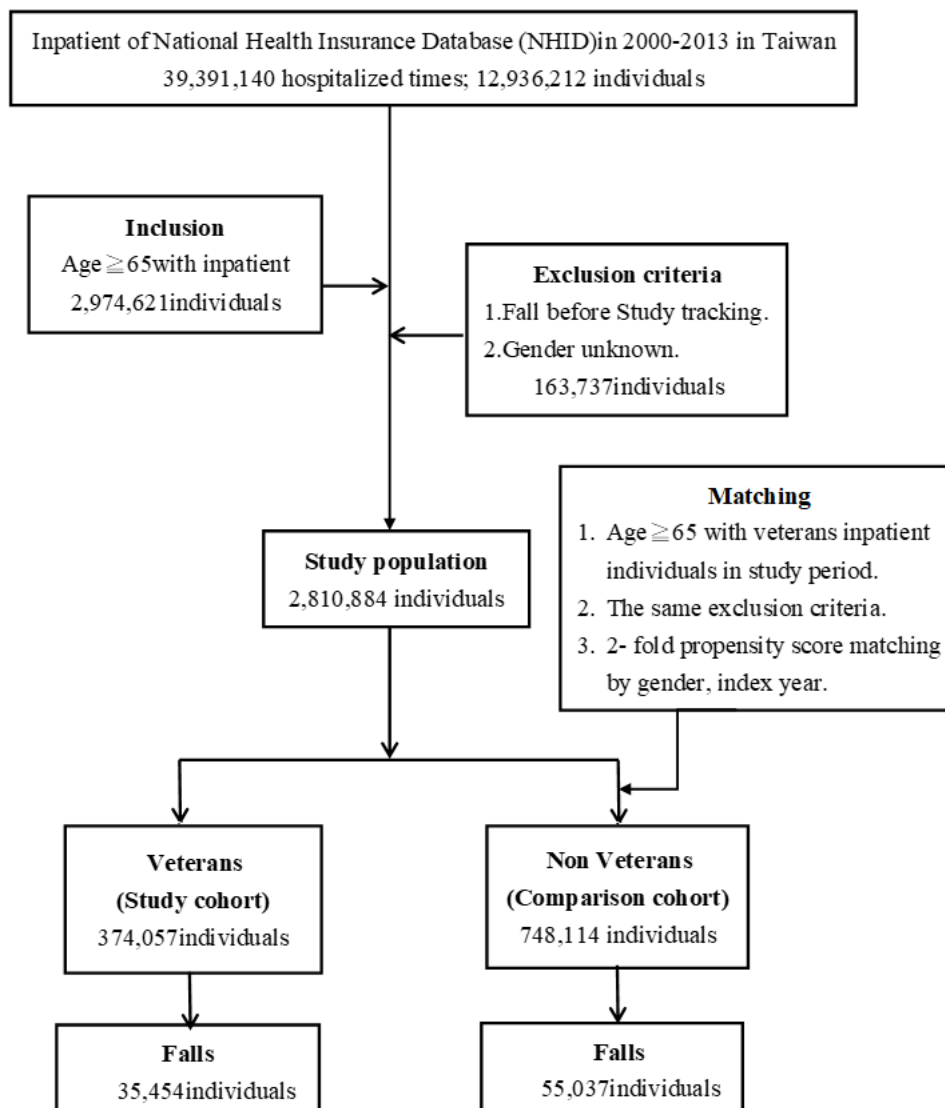 Inpatient of National Health Insurance Database (NHID)in 2000-2013 in Taiwan
39,391,140 hospitalized times; 12,936,212 individuals
Inclusion
Age≧65with inpatient
2,974,621individuals
Exclusion criteria
1.Fall before Study tracking.
2.Gender unknown.
163,737individuals
Matching
1. Age≧65 with veterans inpatient
individuals in study period.
2. The same exclusion criteria.
3. 2- fold propensity score matching
by gender, index year.
Study population
2,810,884 individuals
Veterans
(Study cohort)
374,057individuals
Non Veterans
(Comparison cohort)
748,114 individuals
Falls
35,454individuals
Falls
55,037individuals